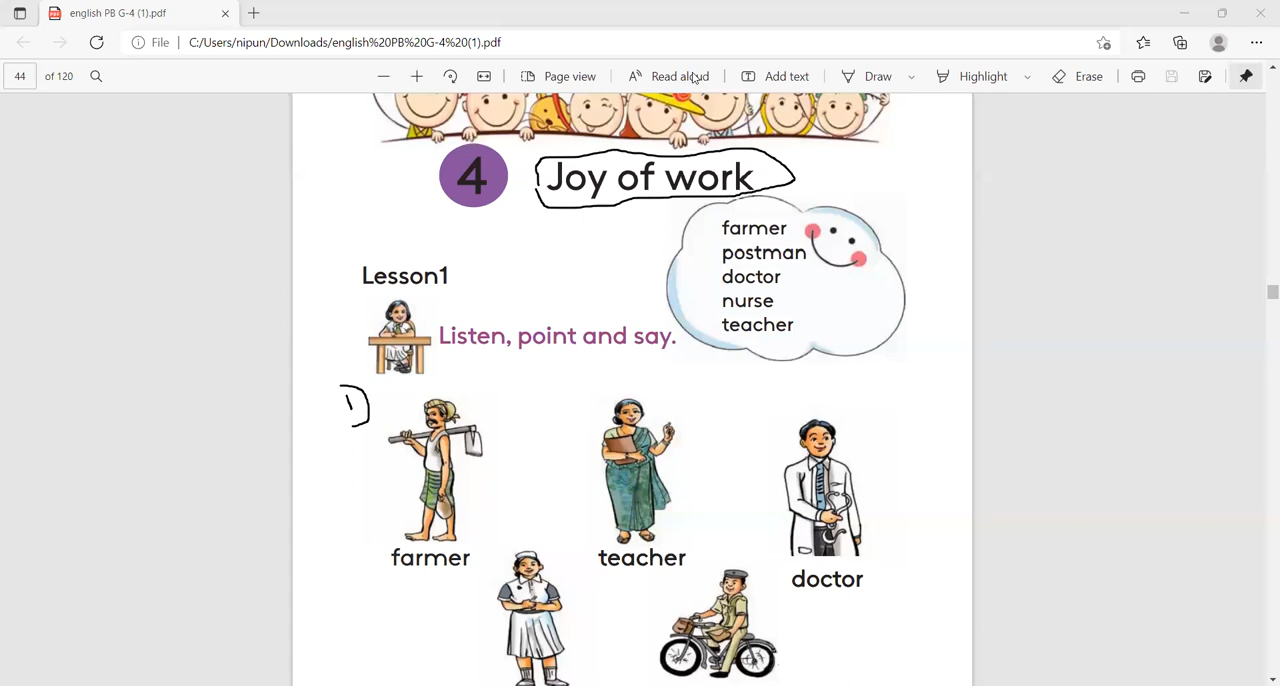 english PB G-4 (1).pdf
File
C:/Users/nipun/Downloads/english%20PB%20G-4%20(1).pdf
44 of 120
Page view
Read aloud
Add text
Draw
Highlight
Erase
4
Joy of work
farmer
postman
doctor
nurse
teacher
Lesson1
Listen, point and say.
1)
farmer
teacher
doctor